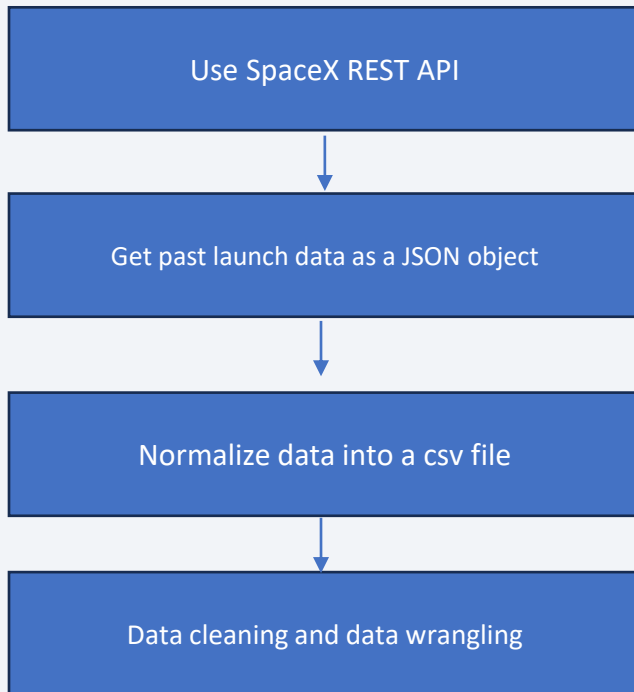 Use SpaceX REST API
Get past launch data as a JSON object
Normalize data into a csv file
Data cleaning and data wrangling